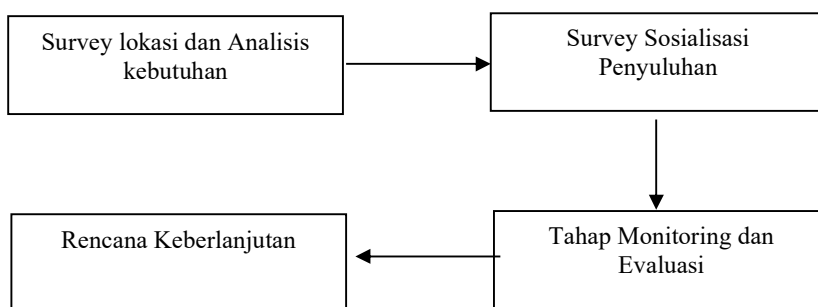 Survey lokasi dan Analisis
kebutuhan
Survey Sosialisasi
Penyuluhan
Tahap Monitoring dan
Evaluasi
Rencana Keberlanjutan